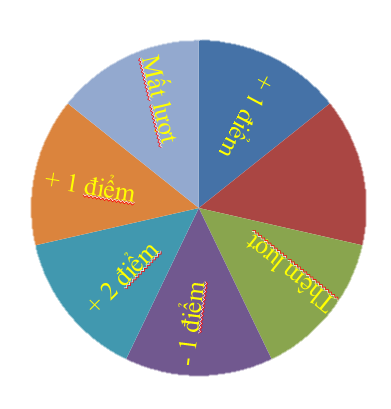 + 1 điểm
Thêm lượt
- 1 điểm
+ 2 điểm
+ 1 điểm
Mất lượt